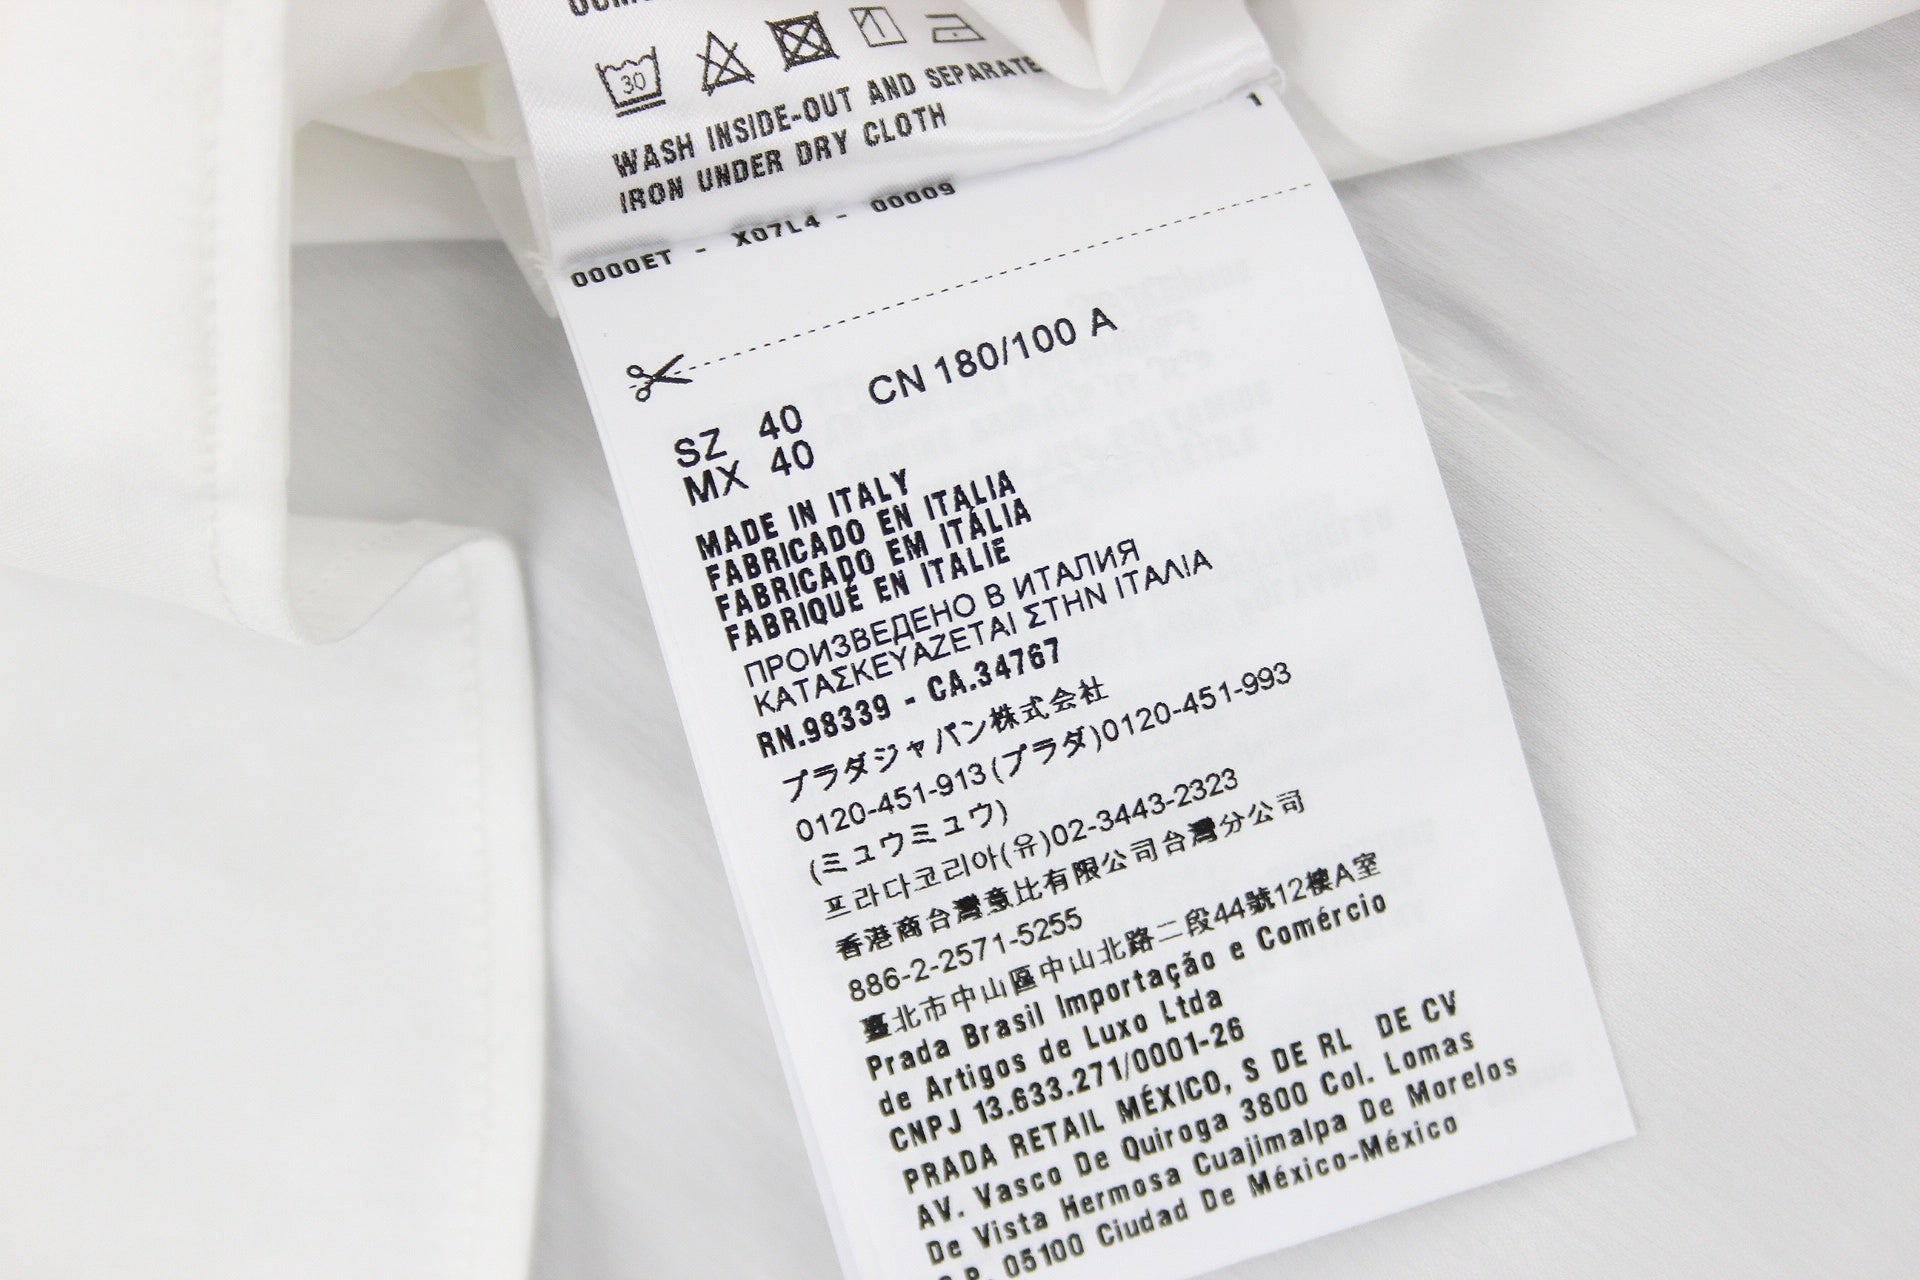 30
WASH INSIDE-OUT AND SEPARATE
IRON UNDER DRY CLOTH
1
0000ET - X07L4 - 00009
CN 180/100 A
SZ 40
MX 40
MADE IN ITALY
FABRICADO EN ITALIA
FABRICADO EM ITÁLIA
FABRIQUÉ EN ITALIE
ПРОИЗВЕДЕНО В ИТАЛИЯ
ΚΑΤΑΣΚΕΥΑΖΕΤΑΙ ΣΤΗΝ ΙΤΑΛΙΑ
RN.98339 - CA.34767
プラダジャパン株式会社
0120-451-913(プラダ)0120-451-993
(ミュウミュウ)
프라다코리아(유)02-3443-2323
香港商台灣意比有限公司台灣分公司
886-2-2571-5255
臺北市中山區中山北路二段44號12樓A室
Prada Brasil Importação e Comércio
de Artigos de Luxo Ltda
CNPJ 13.633.271/0001-26
PRADA RETAIL MÉXICO, S DE RL DE CV
AV. Vasco De Quiroga 3800 Col. Lomas
De Vista Hermosa Cuajimalpa De Morelos
C.P. 05100 Ciudad De México-México